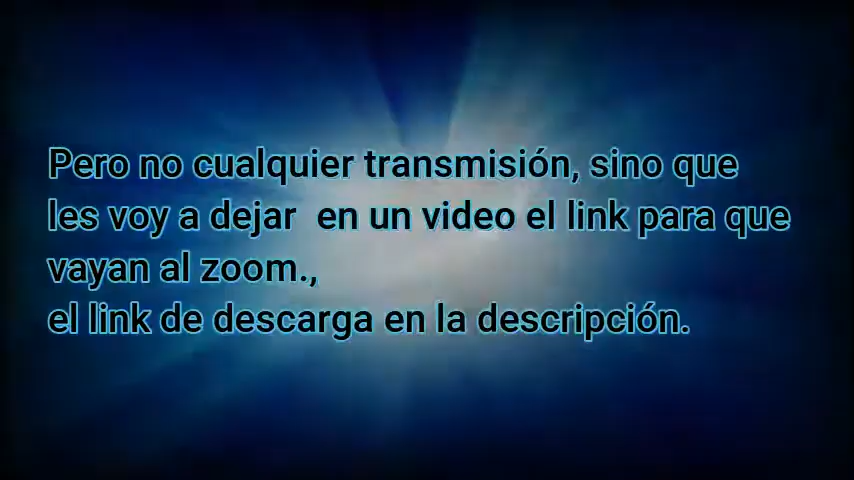 Pero no cualquier transmisión, sino que
les voy a dejar  en un video el link para que
vayan al zoom.,
el link de descarga en la descripción.